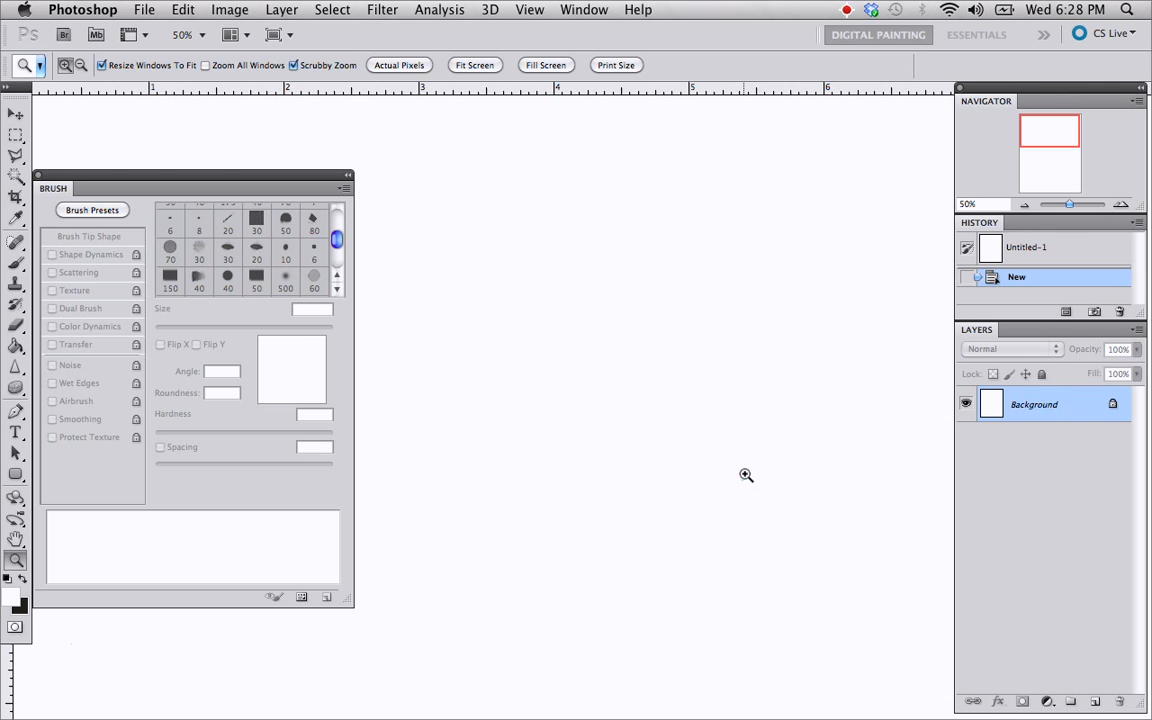 Photoshop File Edit Image Layer Select Filter Analysis 3D View Window Help Wed 6:28 PM
Ps Br Mb 50% DIGITAL PAINTING ESSENTIALS CS Live
Resize Windows To Fit Zoom All Windows Scrubby Zoom Actual Pixels Fit Screen Fill Screen Print Size
1 2 3 4 5 6
NAVIGATOR
50%
HISTORY
Untitled-1
New
LAYERS
Normal Opacity: 100%
Lock: Fill: 100%
Background
fx
BRUSH
Brush Presets
Brush Tip Shape
Shape Dynamics
Scattering
Texture
Dual Brush
Color Dynamics
Transfer
Noise
Wet Edges
Airbrush
Smoothing
Protect Texture
6 8 20 30 50 80
70 30 30 20 10 6
150 40 40 50 500 60
Size
Flip X Flip Y
Angle:
Roundness:
Hardness
Spacing
T